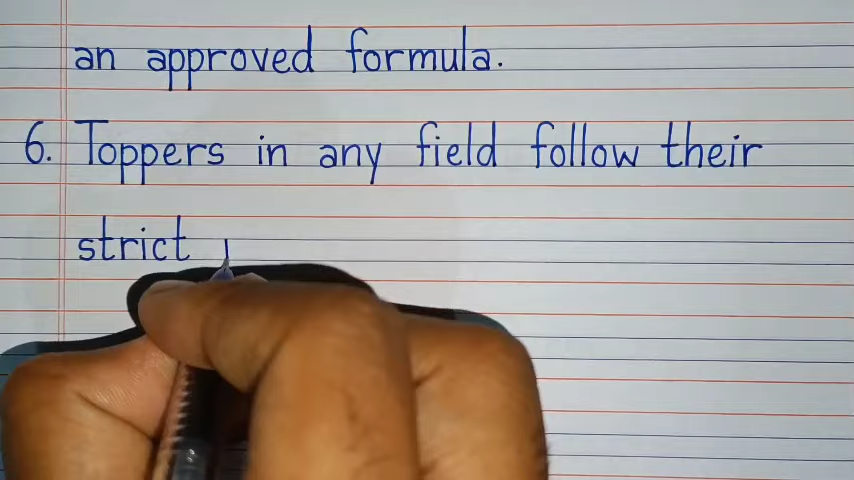 an approved formula.
6. Toppers in any field follow their
strict